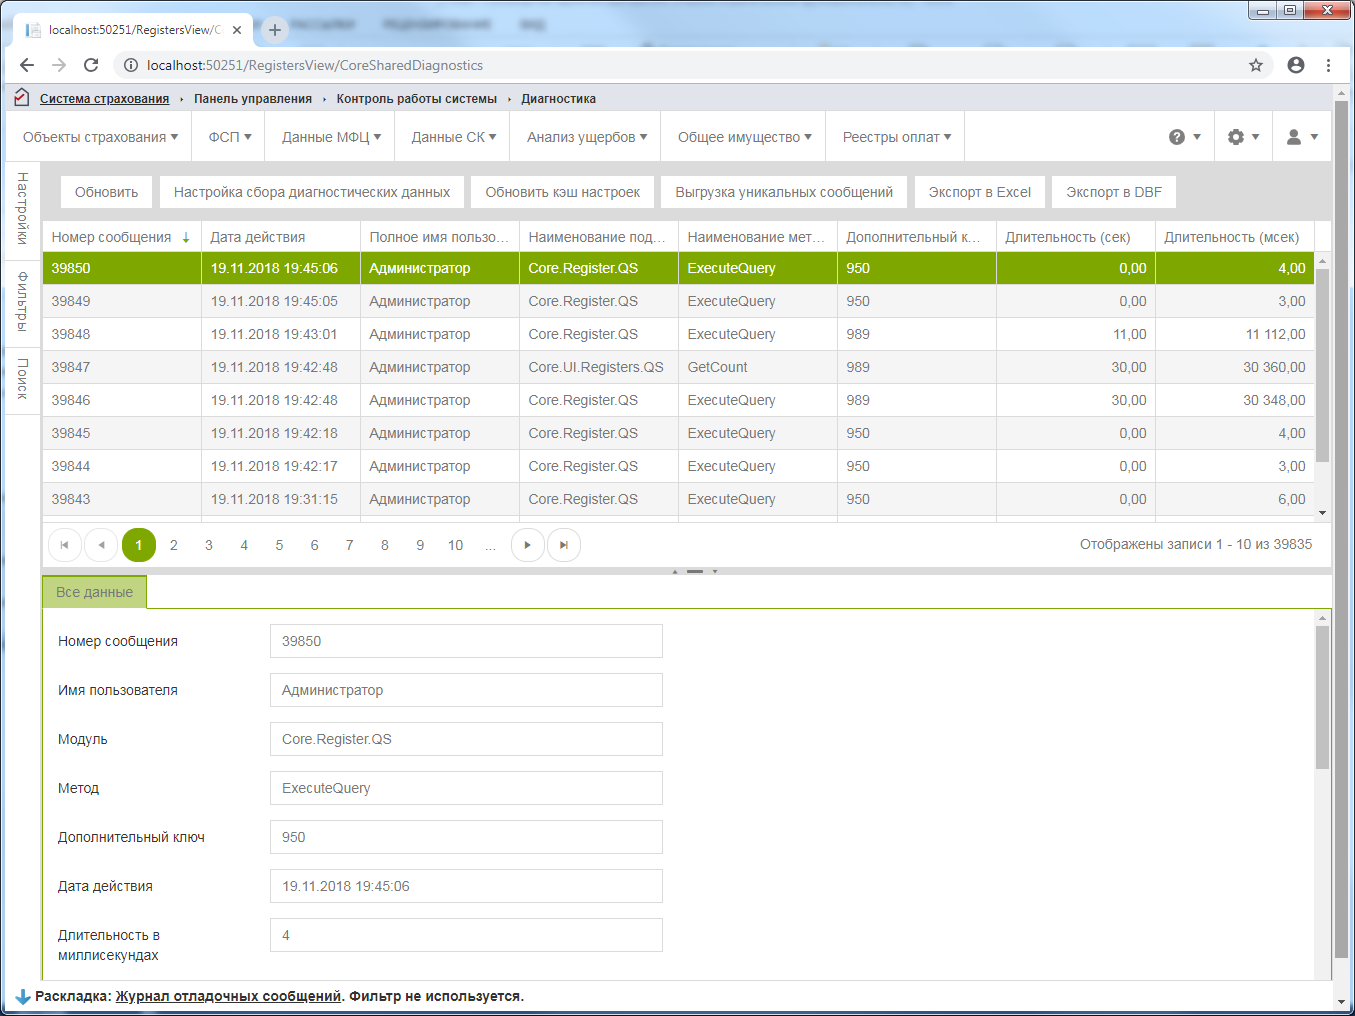 localhost:50251/RegistersView/C
localhost:50251/RegistersView/CoreSharedDiagnostics
Система страхования › Панель управления › Контроль работы системы › Диагностика
Объекты страхования ФСП Данные МФЦ Данные СК Анализ ущербов Общее имущество Реестры оплат
Настройки
Фильтры
Поиск
Обновить Настройка сбора диагностических данных Обновить кэш настроек Выгрузка уникальных сообщений Экспорт в Excel Экспорт в DBF
Номер сообщения ↓ Дата действия Полное имя пользо... Наименование под... Наименование мет... Дополнительный к... Длительность (сек) Длительность (мсек)
39850 19.11.2018 19:45:06 Администратор Core.Register.QS ExecuteQuery 950 0,00 4,00
39849 19.11.2018 19:45:05 Администратор Core.Register.QS ExecuteQuery 950 0,00 3,00
39848 19.11.2018 19:43:01 Администратор Core.Register.QS ExecuteQuery 989 11,00 11 112,00
39847 19.11.2018 19:42:48 Администратор Core.UI.Registers.QS GetCount 989 30,00 30 360,00
39846 19.11.2018 19:42:48 Администратор Core.Register.QS ExecuteQuery 989 30,00 30 348,00
39845 19.11.2018 19:42:18 Администратор Core.Register.QS ExecuteQuery 950 0,00 4,00
39844 19.11.2018 19:42:17 Администратор Core.Register.QS ExecuteQuery 950 0,00 3,00
39843 19.11.2018 19:31:15 Администратор Core.Register.QS ExecuteQuery 950 0,00 6,00
1 2 3 4 5 6 7 8 9 10 ... Отображены записи 1 - 10 из 39835
Все данные
Номер сообщения 39850
Имя пользователя Администратор
Модуль Core.Register.QS
Метод ExecuteQuery
Дополнительный ключ 950
Дата действия 19.11.2018 19:45:06
Длительность в 4
миллисекундах
Раскладка: Журнал отладочных сообщений. Фильтр не используется.